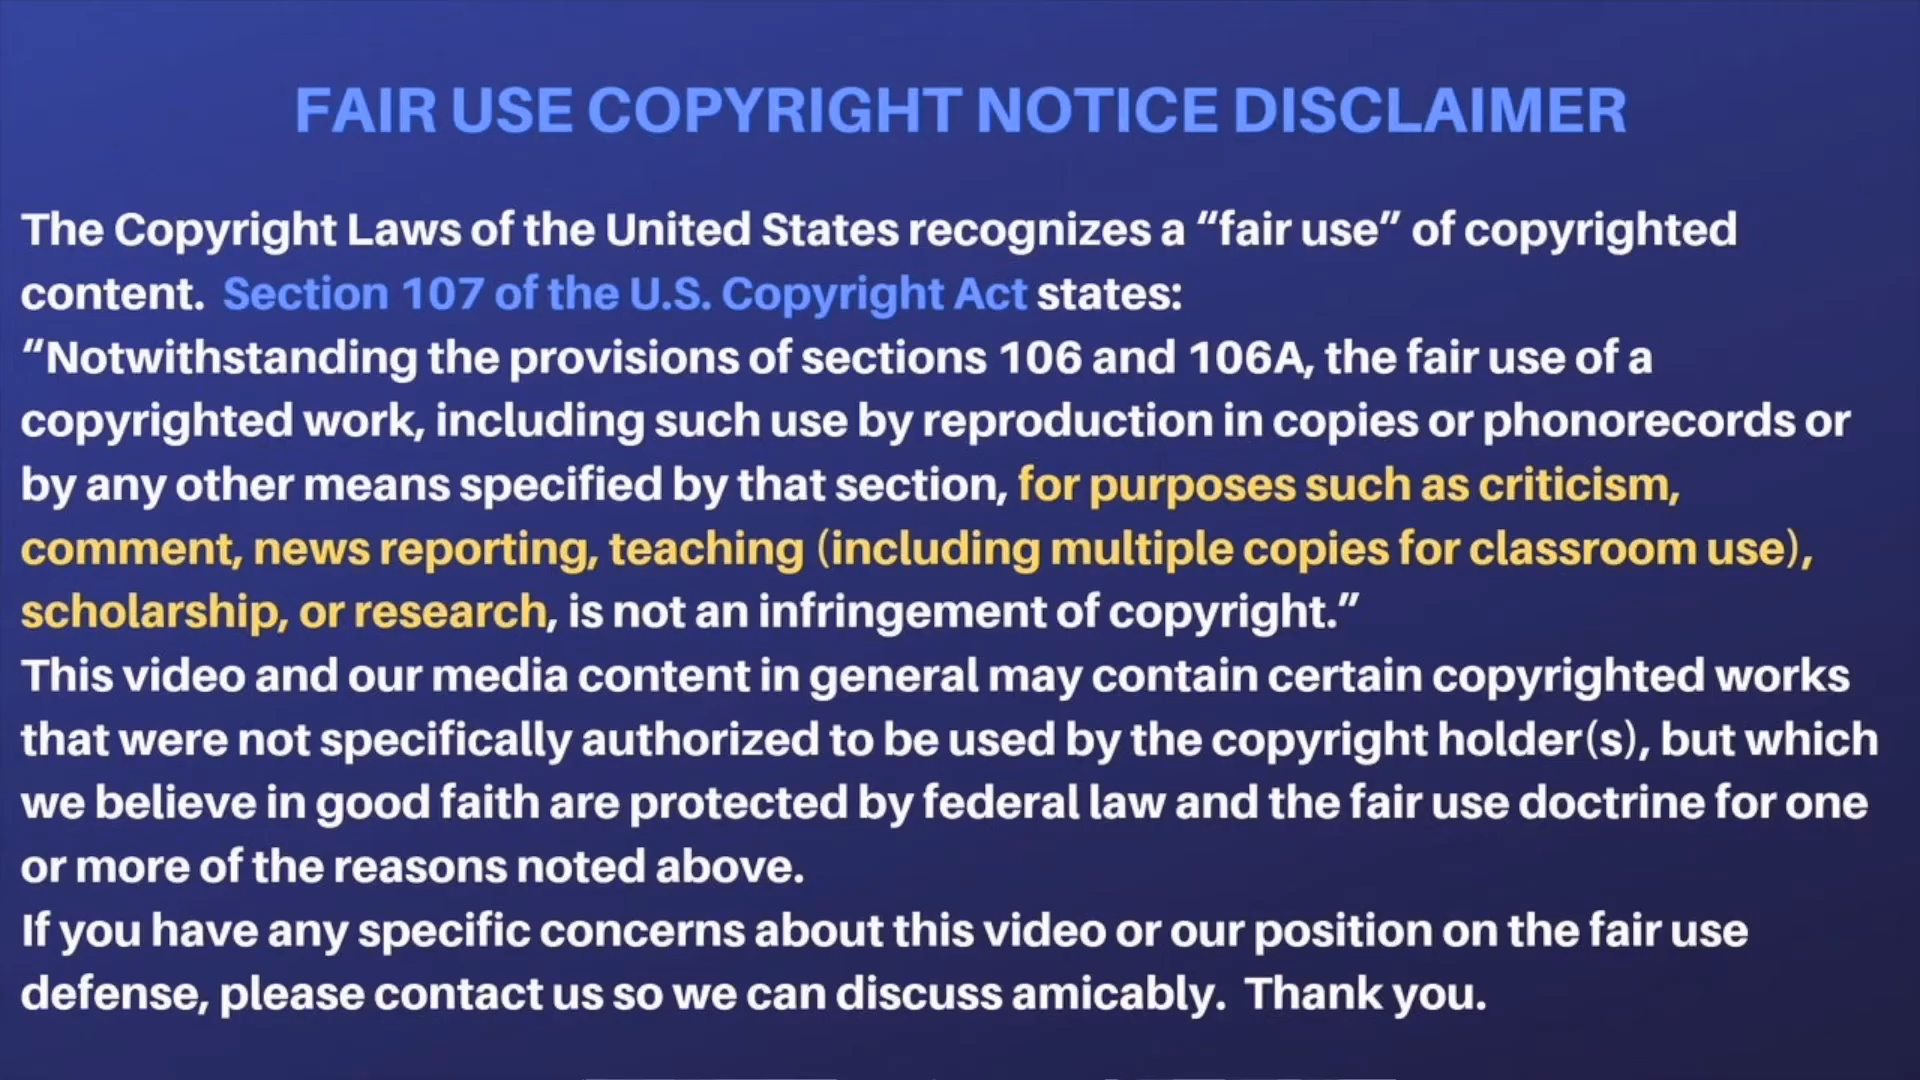 FAIR USE COPYRIGHT NOTICE DISCLAIMER
The Copyright Laws of the United States recognizes a “fair use” of copyrighted
content.  Section 107 of the U.S. Copyright Act states:
“Notwithstanding the provisions of sections 106 and 106A, the fair use of a
copyrighted work, including such use by reproduction in copies or phonorecords or
by any other means specified by that section, for purposes such as criticism,
comment, news reporting, teaching (including multiple copies for classroom use),
scholarship, or research, is not an infringement of copyright.”
This video and our media content in general may contain certain copyrighted works
that were not specifically authorized to be used by the copyright holder(s), but which
we believe in good faith are protected by federal law and the fair use doctrine for one
or more of the reasons noted above.
If you have any specific concerns about this video or our position on the fair use
defense, please contact us so we can discuss amicably.  Thank you.